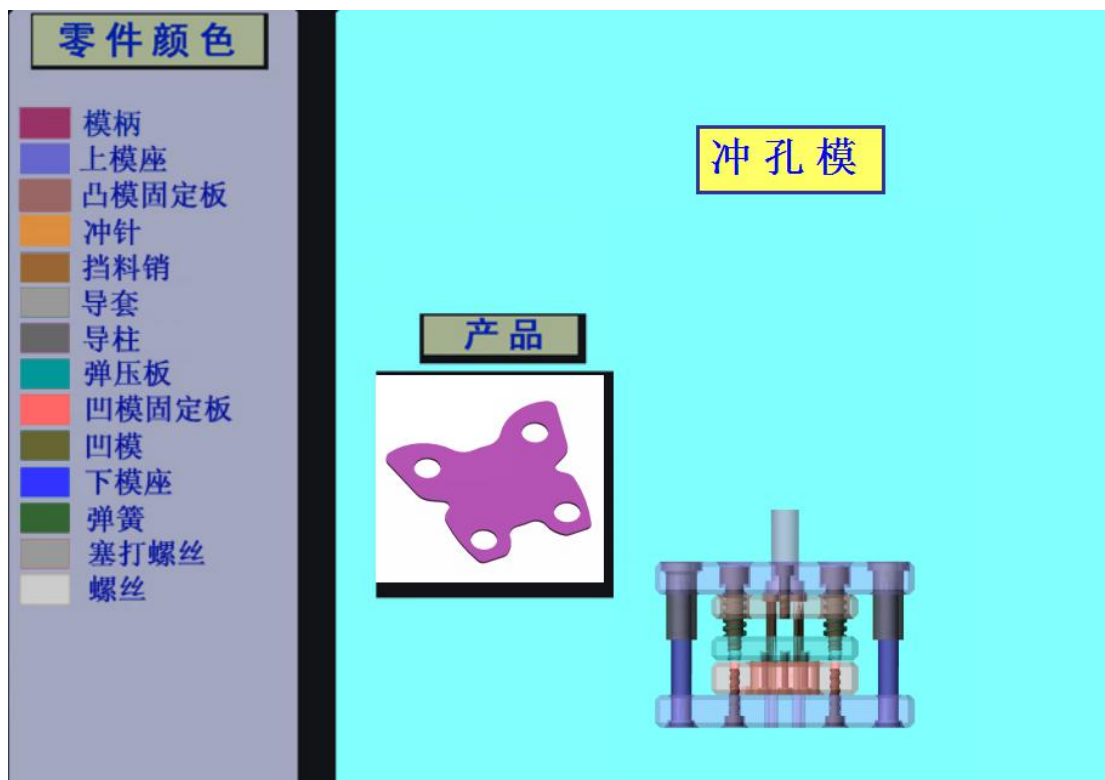 零件颜色
模柄
上模座
凸模固定板
冲针
挡料销
导套
导柱
弹压板
凹模固定板
凹模
下模座
弹簧
塞打螺丝
螺丝
冲孔模
产品